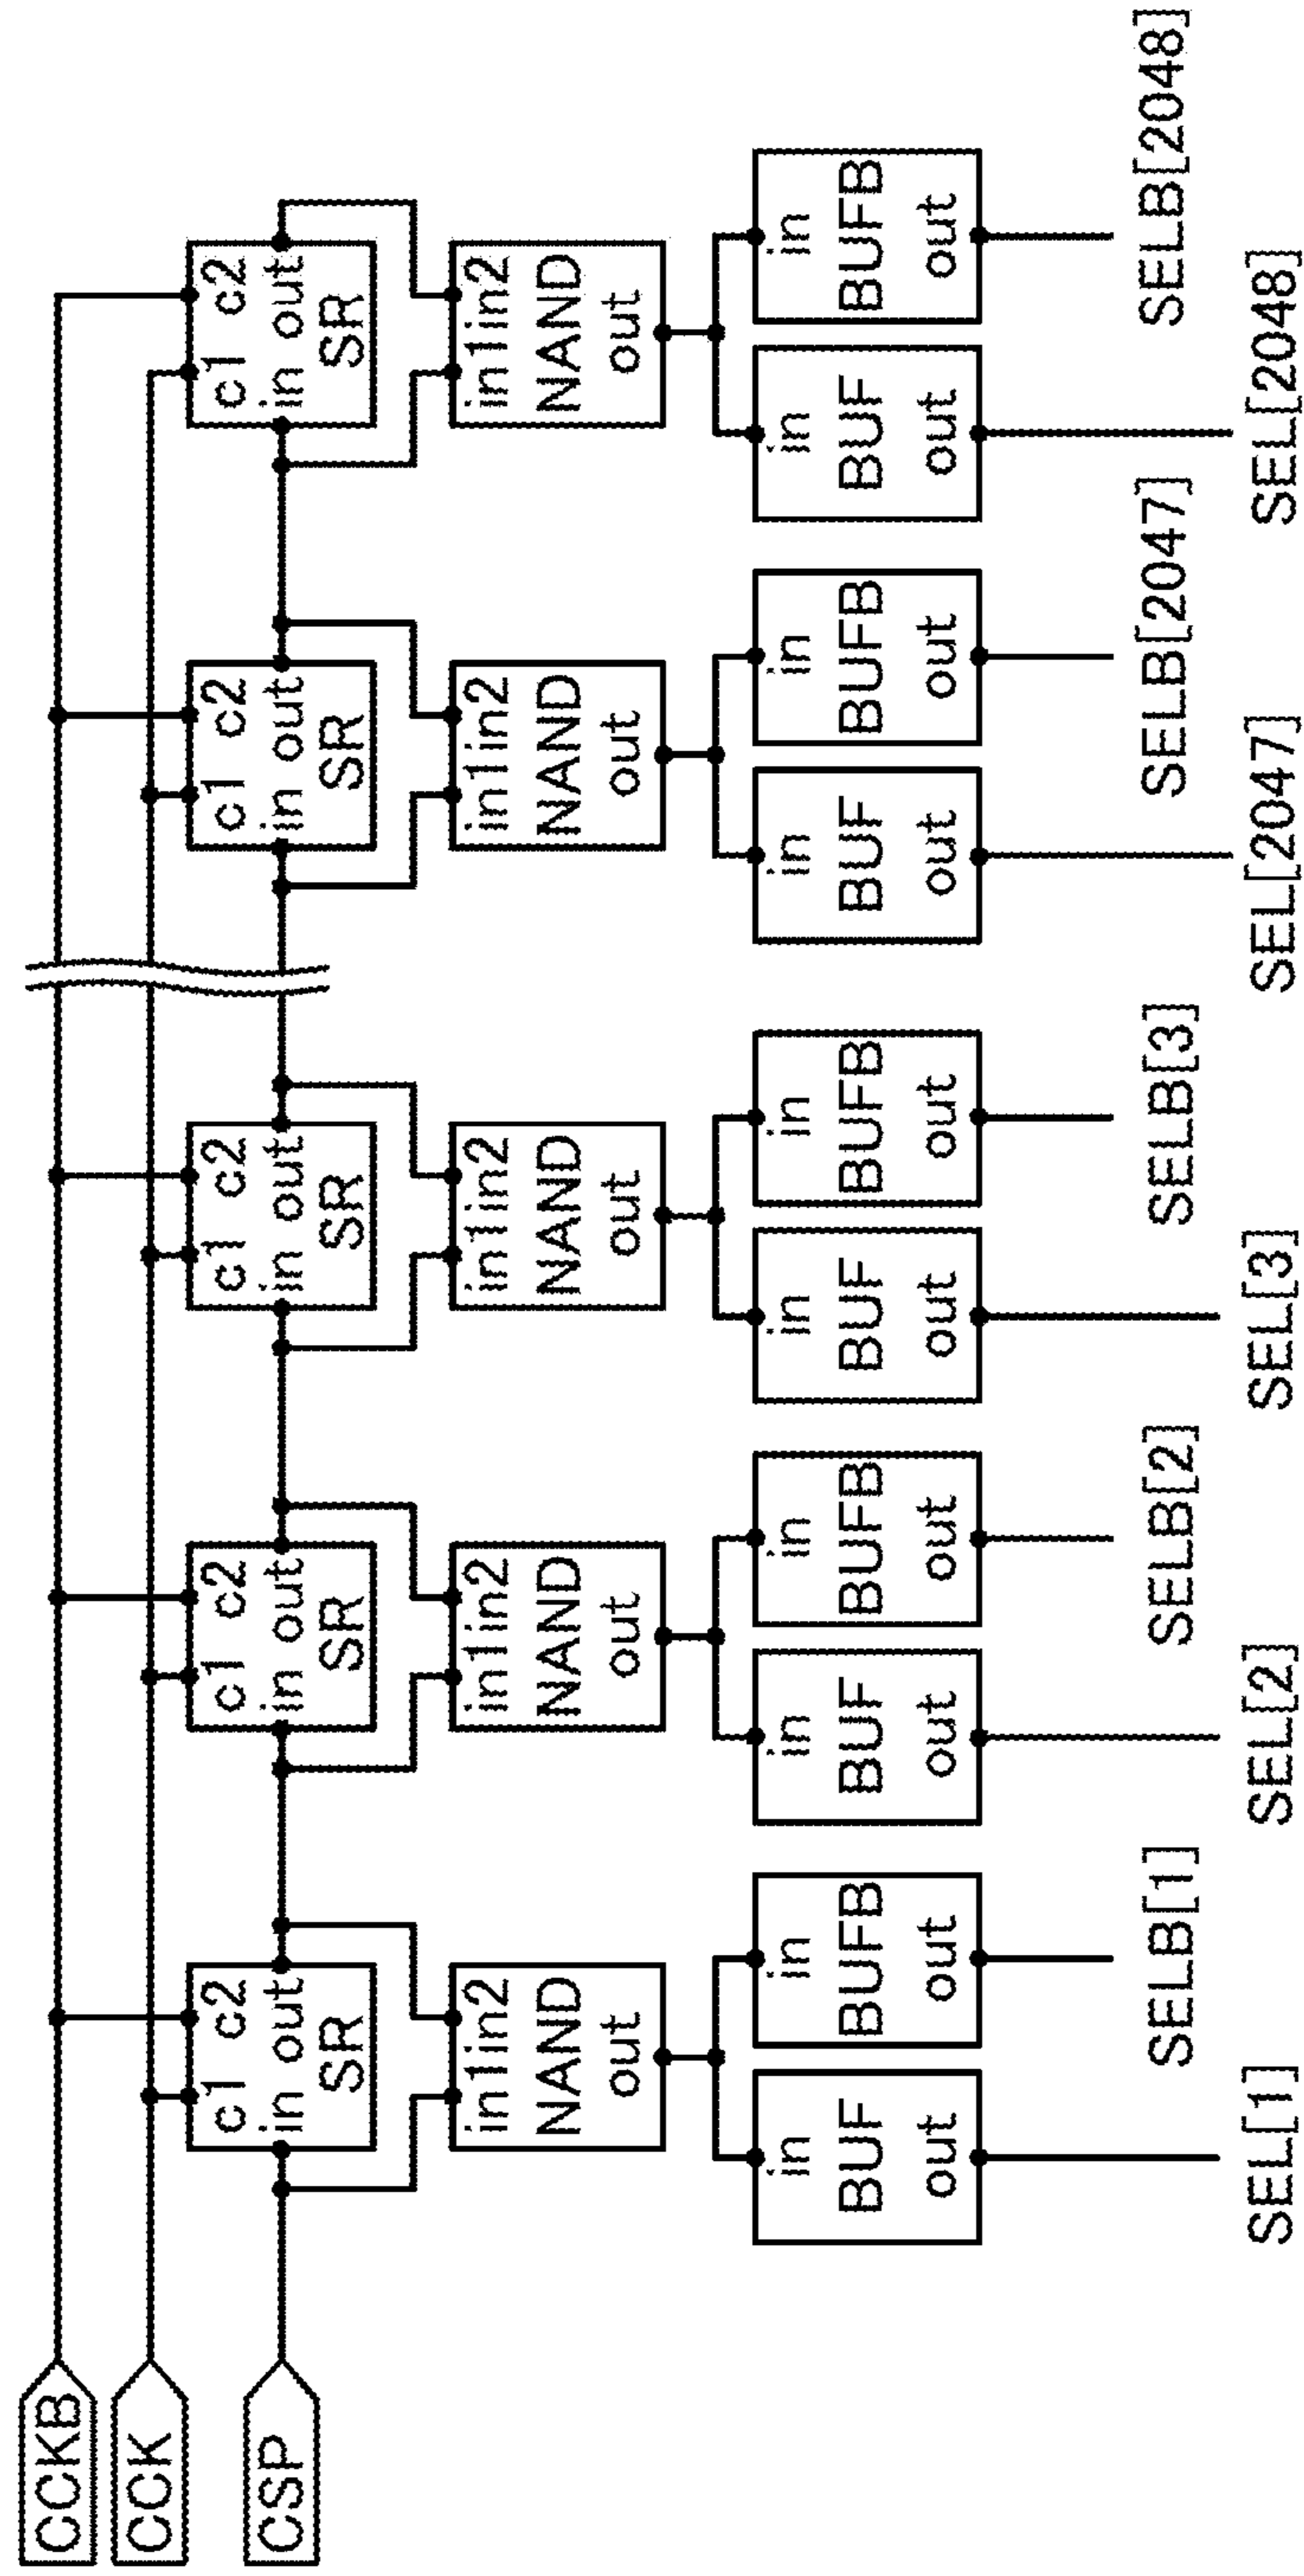 CCKB
CCK
CSP
c1 c2
in out
SR
c1 c2
in out
SR
c1 c2
in out
SR
c1 c2
in out
SR
c1 c2
in out
SR
in1in2
NAND
out
in1in2
NAND
out
in1in2
NAND
out
in1in2
NAND
out
in1in2
NAND
out
in
BUF
out
in
BUFB
out
in
BUF
out
in
BUFB
out
in
BUF
out
in
BUFB
out
in
BUF
out
in
BUFB
out
in
BUF
out
in
BUFB
out
SELB[1]
SELB[2]
SELB[3]
SELB[2047]
SELB[2048]
SEL[1]
SEL[2]
SEL[3]
SEL[2047]
SEL[2048]